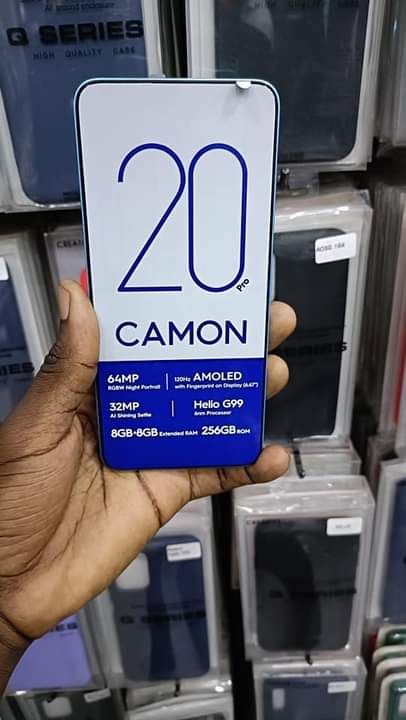 Q SERIES
HIGH QUALITY CASE
20
Pro
CAMON
64MP
RGBW Night Portrait
120Hz AMOLED
with Fingerprint on Display (6.67")
32MP
AI Shining Selfie
Helio G99
6nm Processor
8GB+8GB Extended RAM 256GB ROM